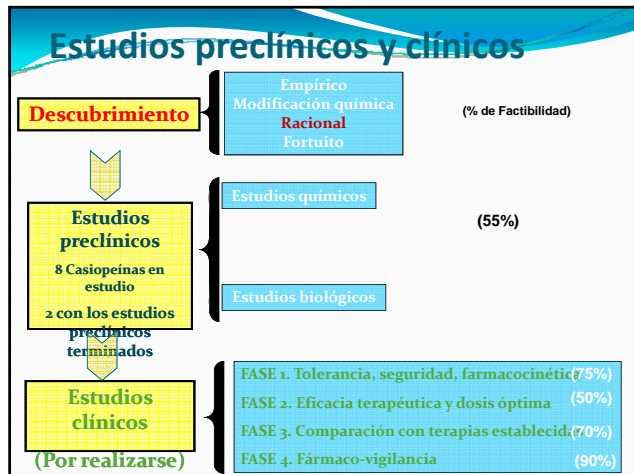 Estudios preclínicos y clínicos
Descubrimiento
Empírico
Modificación química
Racional
Fortuito
(% de Factibilidad)
Estudios
preclínicos
8 Casiopeínas en
estudio
2 con los estudios
preclínicos
terminados
Estudios químicos
(55%)
Estudios biológicos
Estudios
clínicos
(Por realizarse)
FASE 1. Tolerancia, seguridad, farmacocinética (75%)
FASE 2. Eficacia terapéutica y dosis óptima (50%)
FASE 3. Comparación con terapias establecidas (70%)
FASE 4. Fármaco-vigilancia (90%)